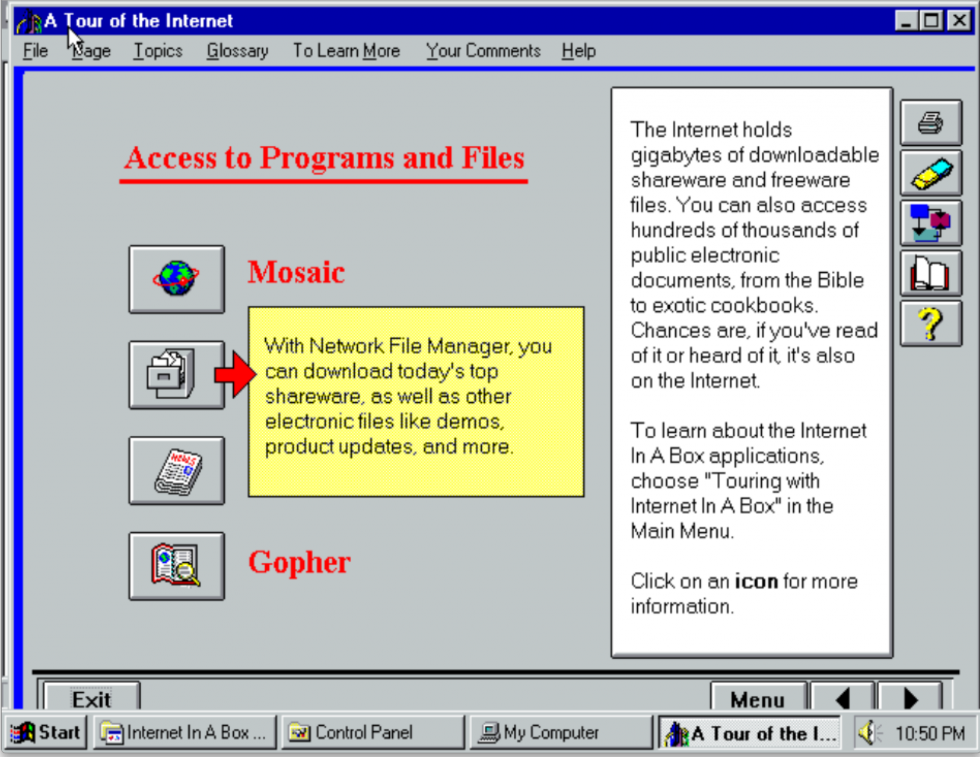 A Tour of the Internet
File Page Topics Glossary To Learn More Your Comments Help
Access to Programs and Files
Mosaic
With Network File Manager, you
can download today's top
shareware, as well as other
electronic files like demos,
product updates, and more.
NEWS
Gopher
The Internet holds
gigabytes of downloadable
shareware and freeware
files. You can also access
hundreds of thousands of
public electronic
documents, from the Bible
to exotic cookbooks.
Chances are, if you've read
of it or heard of it, it's also
on the Internet.
To learn about the Internet
In A Box applications,
choose "Touring with
Internet In A Box" in the
Main Menu.
Click on an icon for more
information.
?
Exit Menu
Start Internet In A Box ... Control Panel My Computer A Tour of the I... 10:50 PM